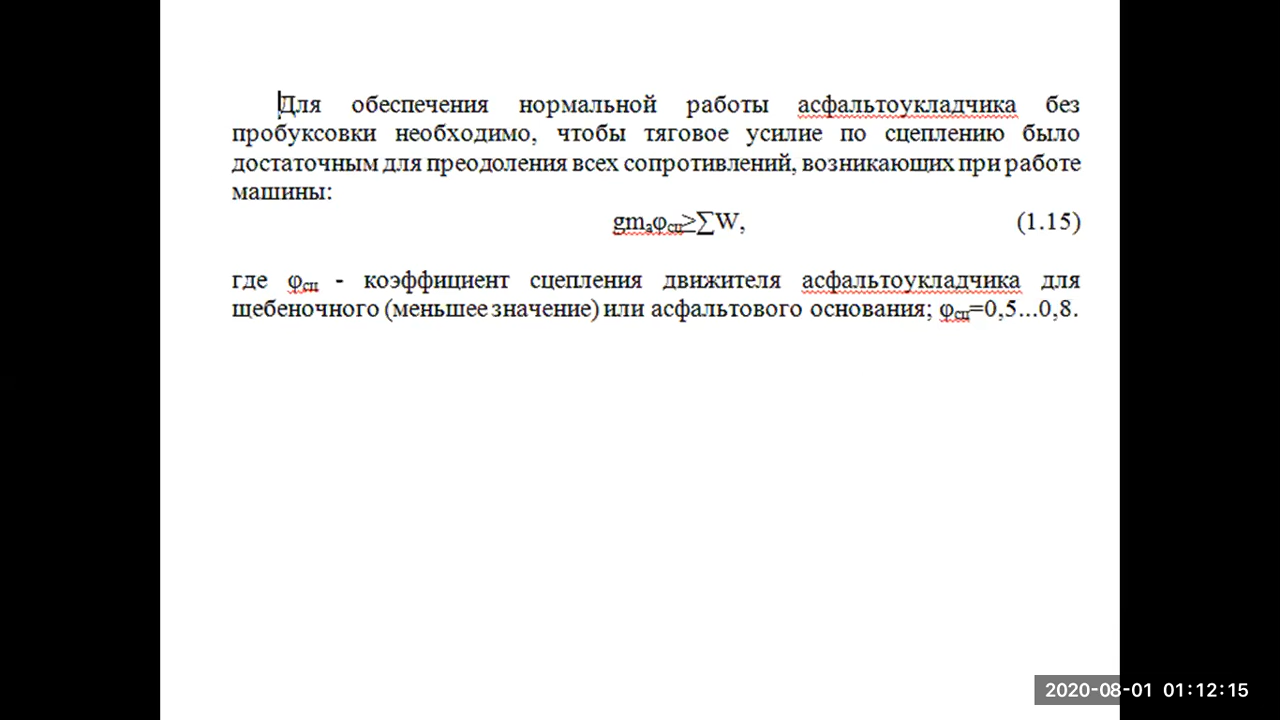 Для обеспечения нормальной работы асфальтоукладчика без
пробуксовки необходимо, чтобы тяговое усилие по сцеплению было
достаточным для преодоления всех сопротивлений, возникающих при работе
машины:
gmаφсц≥∑W, (1.15)
где φсц - коэффициент сцепления движителя асфальтоукладчика для
щебеночного (меньшее значение) или асфальтового основания; φсц=0,5...0,8.
2020-08-01 01:12:15